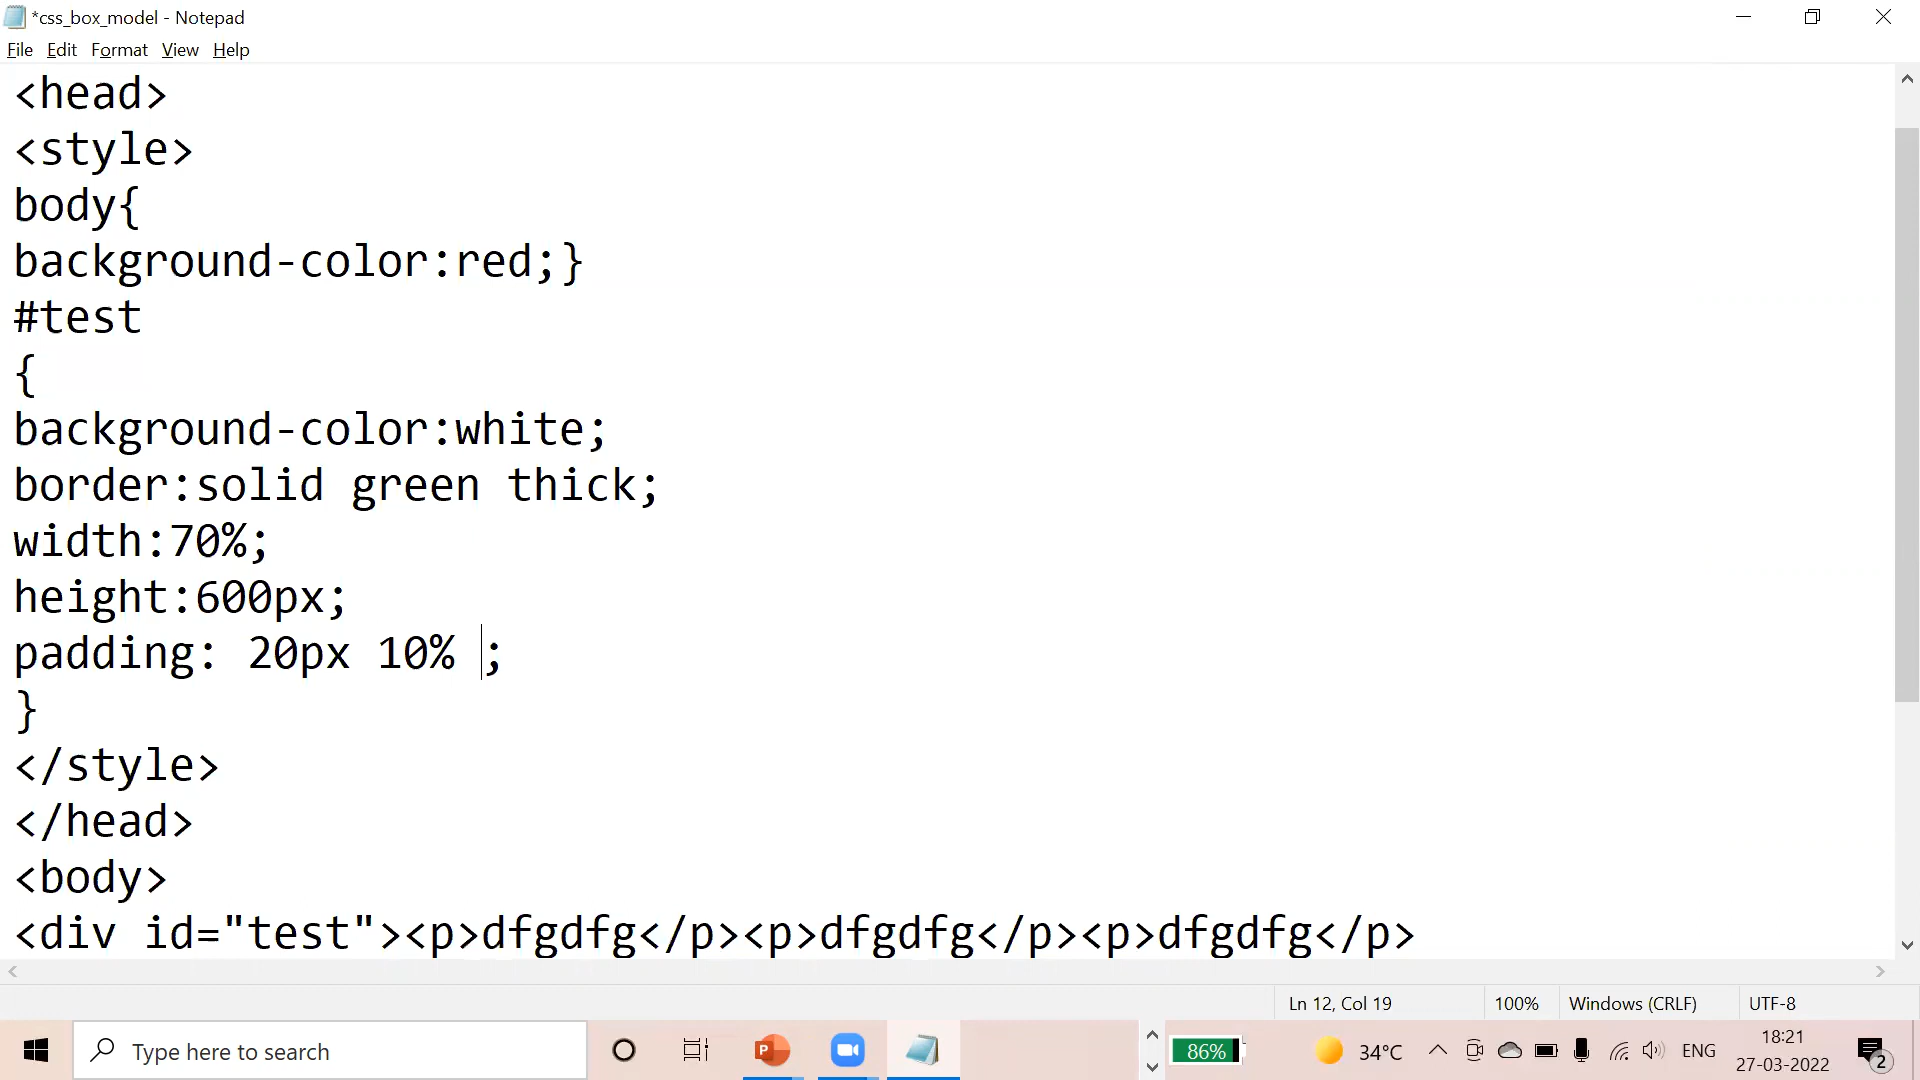 *css_box_model - Notepad
File Edit Format View Help
<head>
<style>
body{
background-color:red;}
#test
{
background-color:white;
border:solid green thick;
width:70%;
height:600px;
padding: 20px 10% ;
}
</style>
</head>
<body>
<div id="test"><p>dfgdfg</p><p>dfgdfg</p><p>dfgdfg</p>
Ln 12, Col 19 100% Windows (CRLF) UTF-8
Type here to search
86% 34°C ENG 18:21
27-03-2022 2